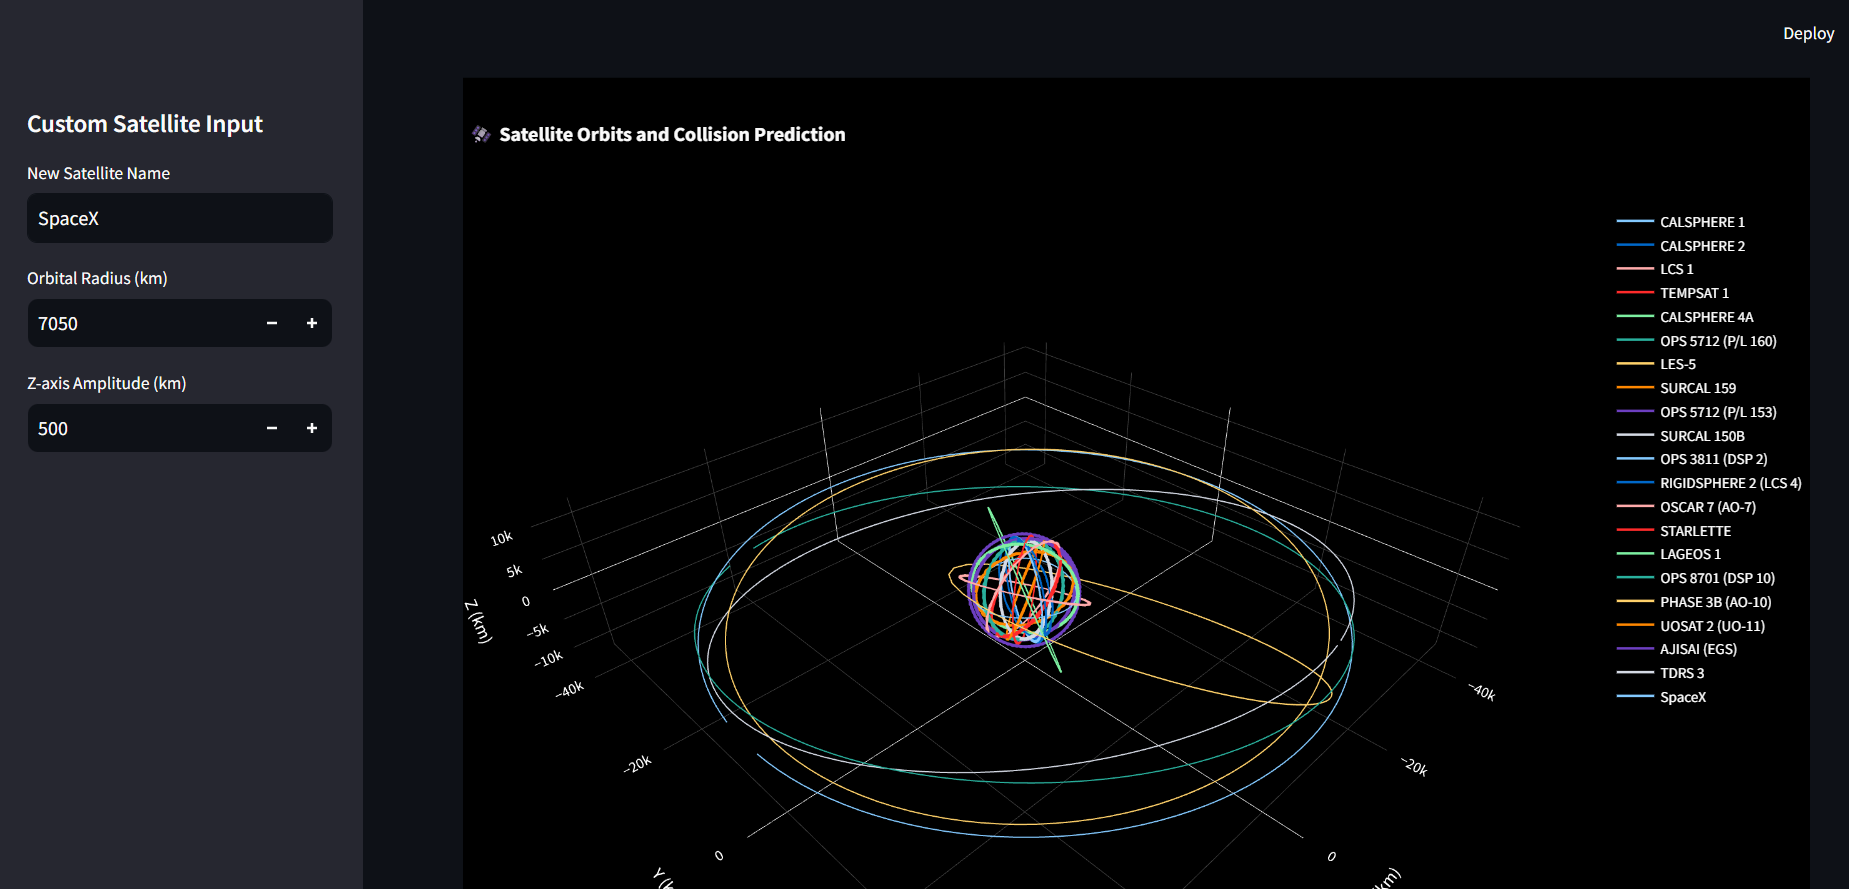 Deploy
Custom Satellite Input
New Satellite Name
SpaceX
Orbital Radius (km)
7050
Z-axis Amplitude (km)
500
Satellite Orbits and Collision Prediction
CALSPHERE 1
CALSPHERE 2
LCS 1
TEMPSAT 1
CALSPHERE 4A
OPS 5712 (P/L 160)
LES-5
SURCAL 159
OPS 5712 (P/L 153)
SURCAL 150B
OPS 3811 (DSP 2)
RIGIDSPHERE 2 (LCS 4)
OSCAR 7 (AO-7)
STARLETTE
LAGEOS 1
OPS 8701 (DSP 10)
PHASE 3B (AO-10)
UOSAT 2 (UO-11)
AJISAI (EGS)
TDRS 3
SpaceX
10k
5k
0
−5k
−10k
Z (km)
−40k
−20k
0
−40k
−20k
0
Y
km)